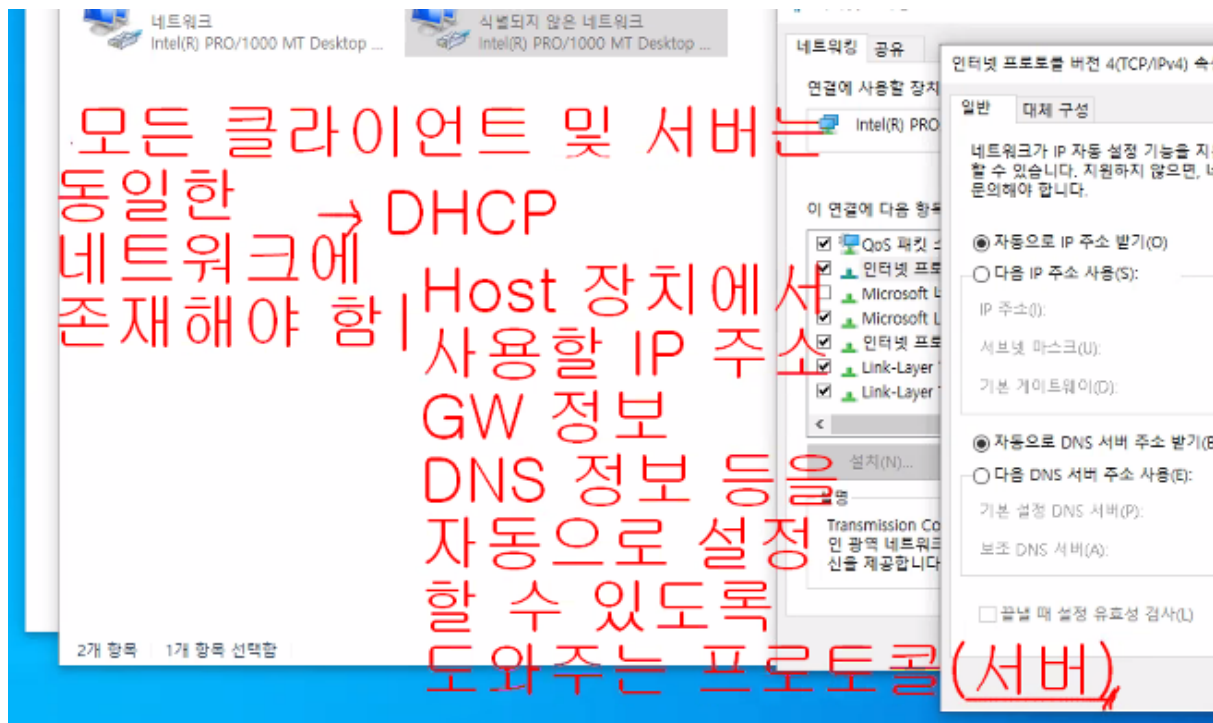 네트워크
Intel(R) PRO/1000 MT Desktop ...
식별되지 않은 네트워크
Intel(R) PRO/1000 MT Desktop ...
모든 클라이언트 및 서버는
동일한
네트워크에
존재해야 함
→ DHCP
Host 장치에서
사용할 IP 주소
GW 정보
DNS 정보 등을
자동으로 설정
할 수 있도록
도와주는 프로토콜(서버)
2개 항목
1개 항목 선택함
네트워킹
공유
연결에 사용할 장치
Intel(R) PRO
이 연결에 다음 항목
QoS 패킷
인터넷 프로
Microsoft
Microsoft L
인터넷 프로
Link-Layer
Link-Layer
설치(N)...
설명
Transmission Co
인 광역 네트워크
신을 제공합니다
인터넷 프로토콜 버전 4(TCP/IPv4) 속성
일반
대체 구성
네트워크가 IP 자동 설정 기능을
할 수 있습니다. 지원하지 않으면,
문의해야 합니다.
자동으로 IP 주소 받기(O)
다음 IP 주소 사용(S):
IP 주소(I):
서브넷 마스크(U):
기본 게이트웨이(D):
자동으로 DNS 서버 주소 받기(B
다음 DNS 서버 주소 사용(E):
기본 설정 DNS 서버(P):
보조 DNS 서버(A):
끝낼 때 설정 유효성 검사(L)